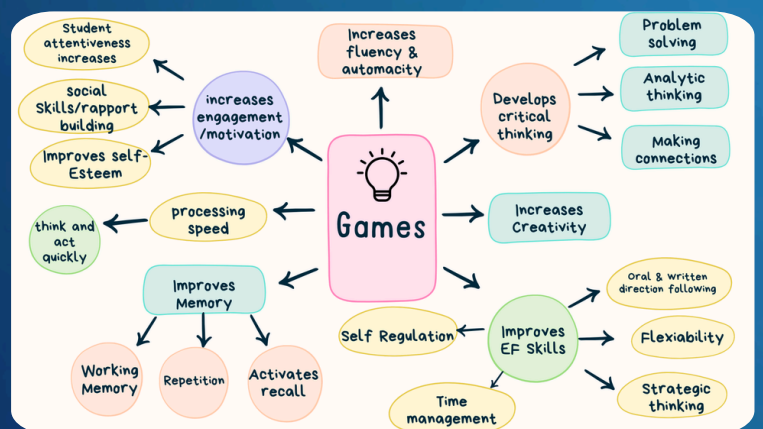 Student
attentiveness
increases
social
Skills/rapport
building
Improves self-
Esteem
increases
engagement
/motivation
Increases
fluency &
automacity
Develops
critical
thinking
Problem
solving
Analytic
thinking
Making
connections
think and
act
quickly
processing
speed
Games
Increases
Creativity
Improves
Memory
Working
Memory
Repetition
Activates
recall
Self Regulation
Improves
EF Skills
Time
management
Oral & Written
direction following
Flexiability
Strategic
thinking